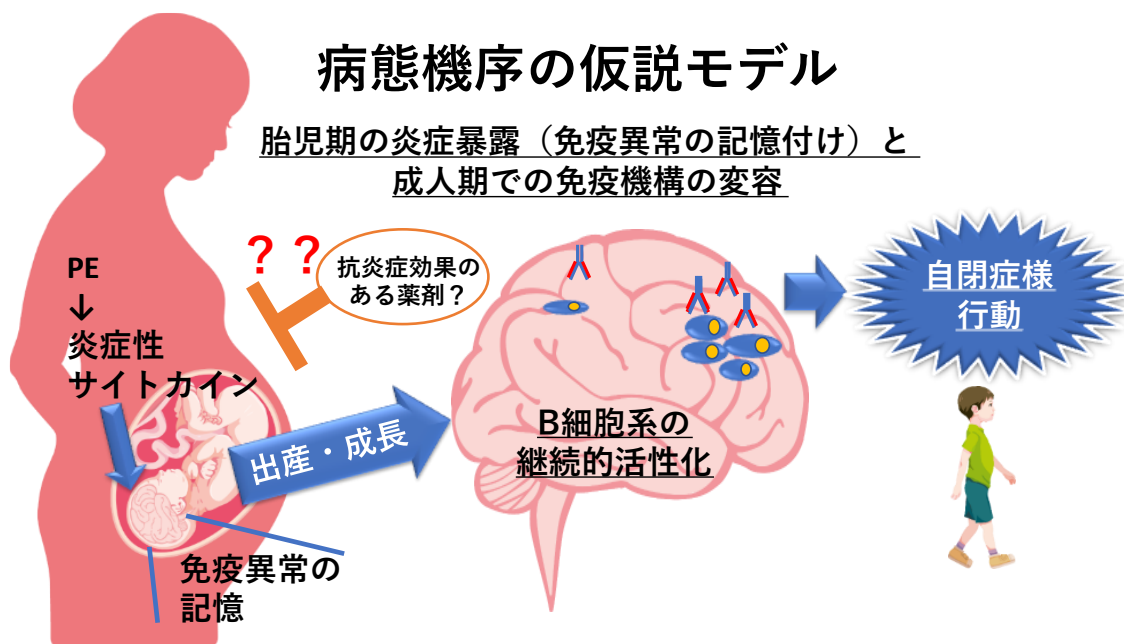 病態機序の仮説モデル
胎児期の炎症暴露（免疫異常の記憶付け）と
成人期での免疫機構の変容
PE
↓
炎症性
サイトカイン
？？
抗炎症効果の
ある薬剤？
出産・成長
免疫異常の
記憶
B細胞系の
継続的活性化
自閉症様
行動